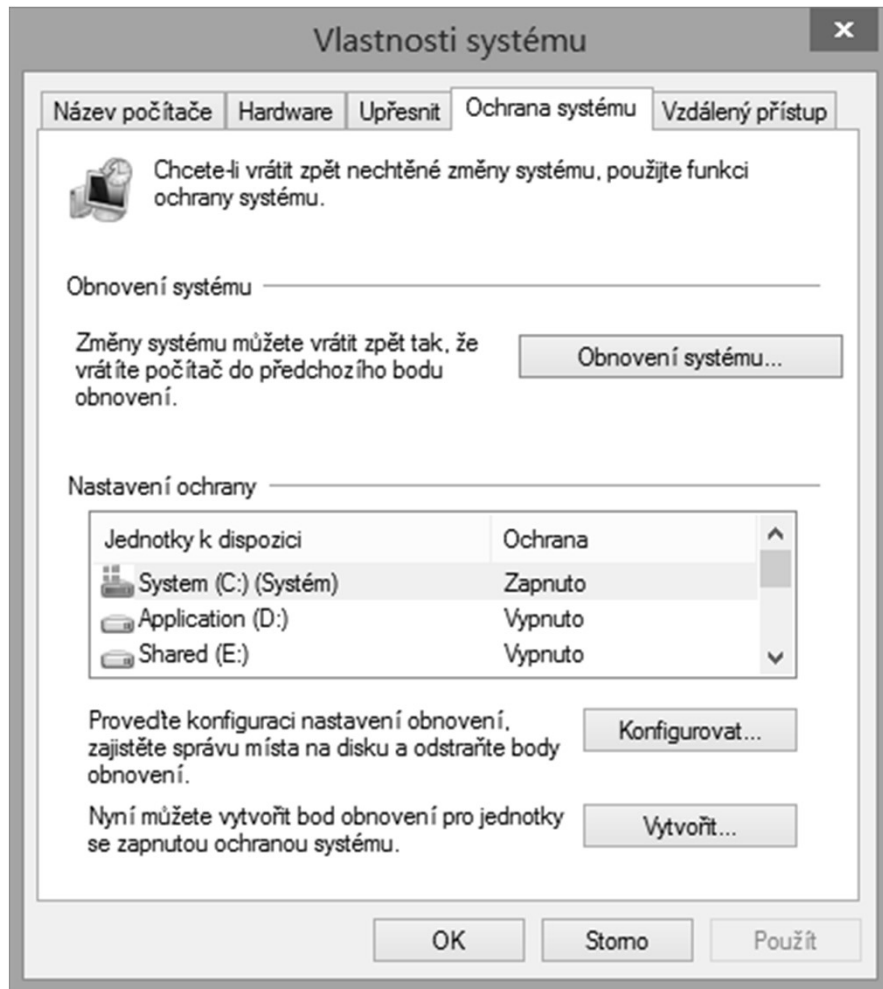 Vlastnosti systému
Název počítače Hardware Upřesnit Ochrana systému Vzdálený přístup
Chcete-li vrátit zpět nechtěné změny systému, použijte funkci
ochrany systému.
Obnovení systému
Změny systému můžete vrátit zpět tak, že
vrátíte počítač do předchozího bodu
obnovení.
Obnovení systému...
Nastavení ochrany
Jednotky k dispozici Ochrana
System (C:) (Systém) Zapnuto
Application (D:) Vypnuto
Shared (E:) Vypnuto
Proveďte konfiguraci nastavení obnovení,
zajistěte správu místa na disku a odstraňte body
obnovení.
Konfigurovat...
Nyní můžete vytvořit bod obnovení pro jednotky
se zapnutou ochranou systému.
Vytvořit...
OK Storno Použít